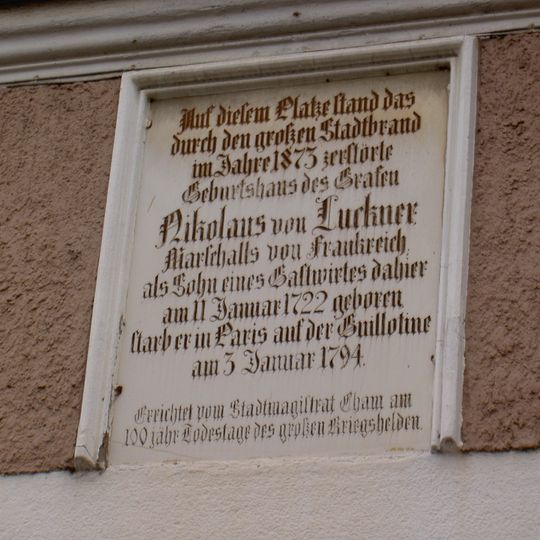 Auf diesem Platze stand das
durch den großen Stadtbrand
im Jahre 1873 zerstörte
Geburtshaus des Grafen
Nikolaus von Luckner,
Marschalls von Frankreich,
als Sohn eines Gastwirtes dahier
am 11 Januar 1722 geboren
starb er in Paris auf der Guillotine
am 3 Januar 1794.
Errichtet vom Stadtmagistrat Cham am
100 jähr Todestage des großen Kriegshelden.